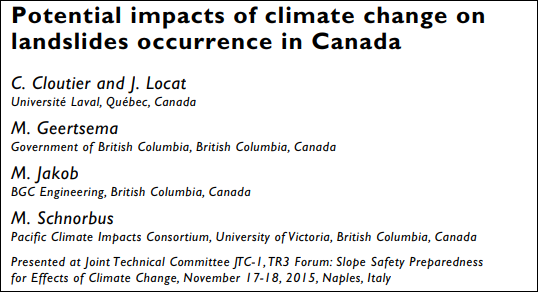 Potential impacts of climate change on
landslides occurrence in Canada
C. Cloutier and J. Locat
Université Laval, Québec, Canada
M. Geertsema
Government of British Columbia, British Columbia, Canada
M. Jakob
BGC Engineering, British Columbia, Canada
M. Schnorbus
Pacific Climate Impacts Consortium, University of Victoria, British Columbia, Canada
Presented at Joint Technical Committee JTC-1, TR3 Forum: Slope Safety Preparedness
for Effects of Climate Change, November 17-18, 2015, Naples, Italy